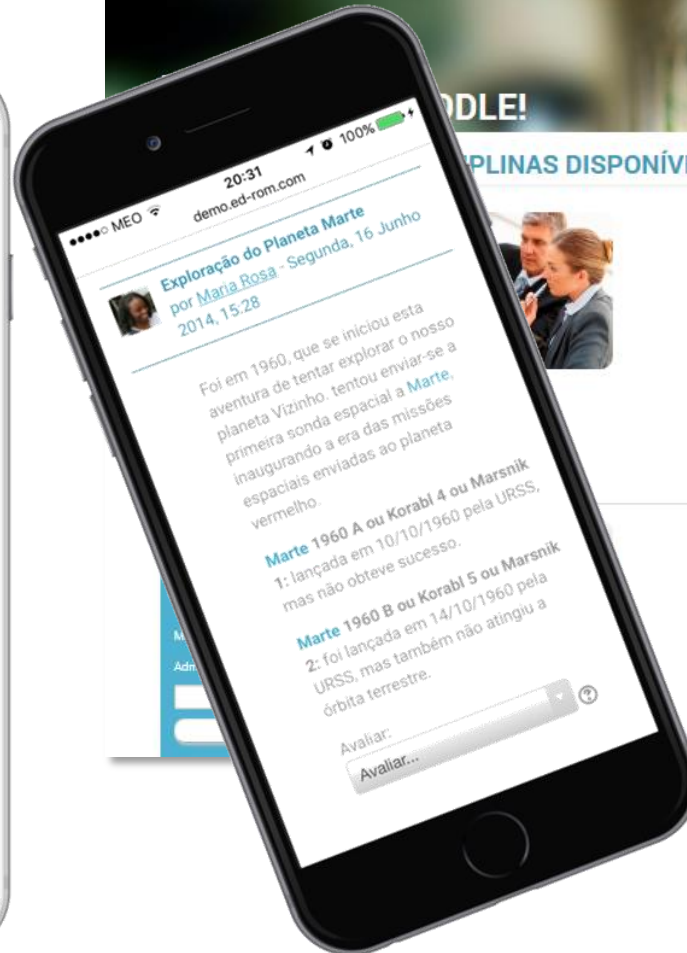 DDLE!
PLINAS DISPONÍV
MEO 20:31 100%
demo.ed-rom.com
Exploração do Planeta Marte
por Maria Rosa - Segunda, 16 Junho
2014, 15:28
Foi em 1960, que se iniciou esta
aventura de tentar explorar o nosso
planeta Vizinho. tentou enviar-se a
primeira sonda espacial a Marte,
inaugurando a era das missões
espaciais enviadas ao planeta
vermelho.
Marte 1960 A ou Korabl 4 ou Marsnik
1: lançada em 10/10/1960 pela URSS,
mas não obteve sucesso.
Marte 1960 B ou Korabl 5 ou Marsnik
2: foi lançada em 14/10/1960 pela
URSS, mas também não atingiu a
órbita terrestre.
Avaliar:
Avaliar...
?
M
Adm